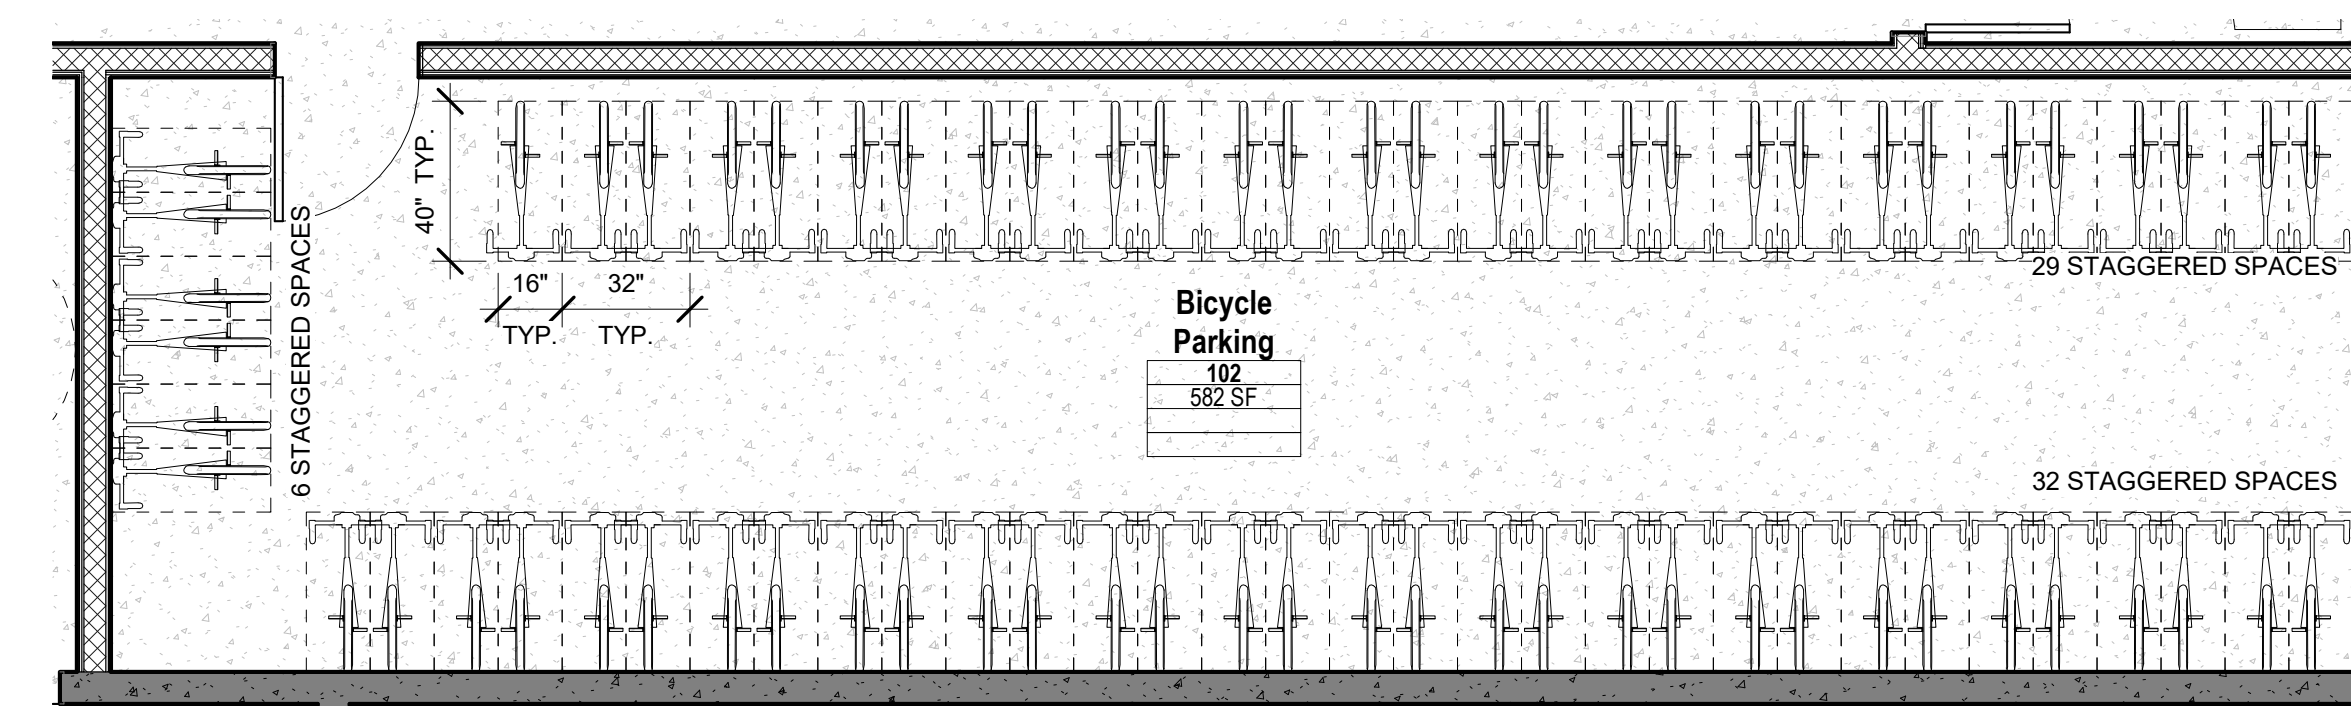 6 STAGGERED SPACES
40" TYP.
16"
32"
TYP.
TYP.
29 STAGGERED SPACES
Bicycle
Parking
102
582 SF
32 STAGGERED SPACES